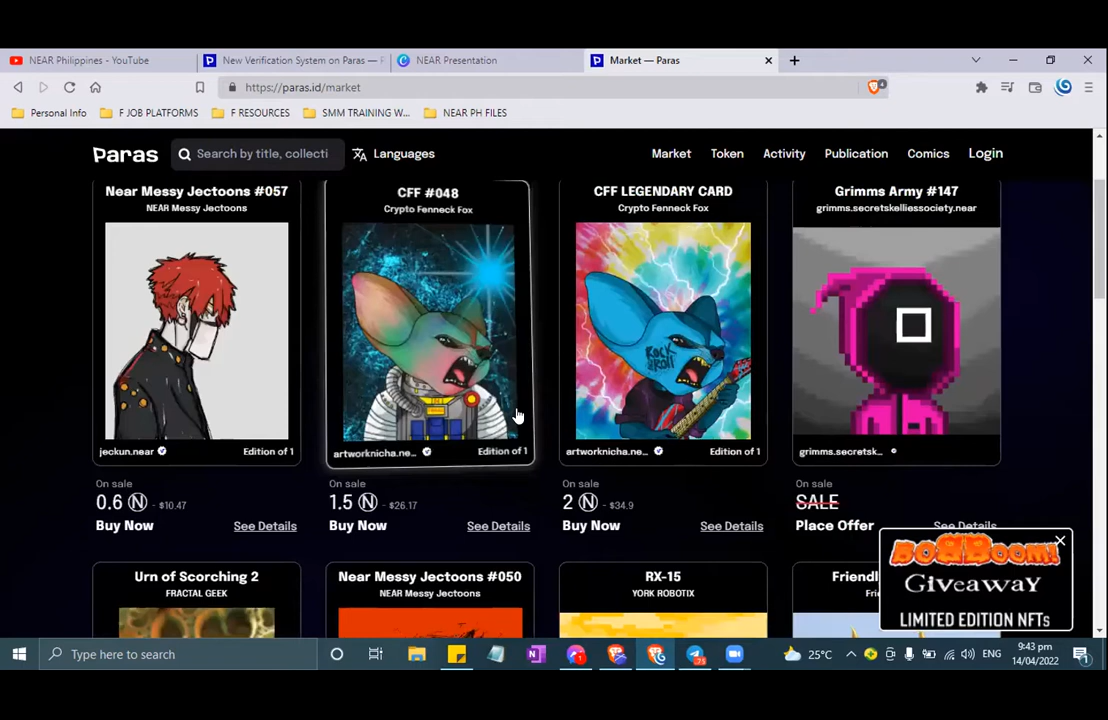 NEAR Philippines - YouTube
New Verification System on Paras — P
NEAR Presentation
Market — Paras
https://paras.id/market
4
Personal Info
F JOB PLATFORMS
F RESOURCES
SMM TRAINING W...
NEAR PH FILES
Paras
Search by title, collecti
Languages
Market
Token
Activity
Publication
Comics
Login
Near Messy Jectoons #057
NEAR Messy Jectoons
CFF #048
Crypto Fenneck Fox
CFF LEGENDARY CARD
Crypto Fenneck Fox
Grimms Army #147
grimms.secretskelliessociety.near
ROCK
ROLL
jeckun.near
Edition of 1
artworknicha.ne...
Edition of 1
artworknicha.ne...
Edition of 1
grimms.secretsk...
On sale
0.6 N ~ $10.47
Buy Now
See Details
On sale
1.5 N ~ $26.17
Buy Now
See Details
On sale
2 N ~ $34.9
Buy Now
See Details
On sale
SALE
Place Offer
See Details
BOBBOOM!
GIVEAWAY
LIMITED EDITION NFTs
Urn of Scorching 2
FRACTAL GEEK
Near Messy Jectoons #050
NEAR Messy Jectoons
RX-15
YORK ROBOTIX
Friend
Type here to search
25°C
ENG
9:43 pm
14/04/2022